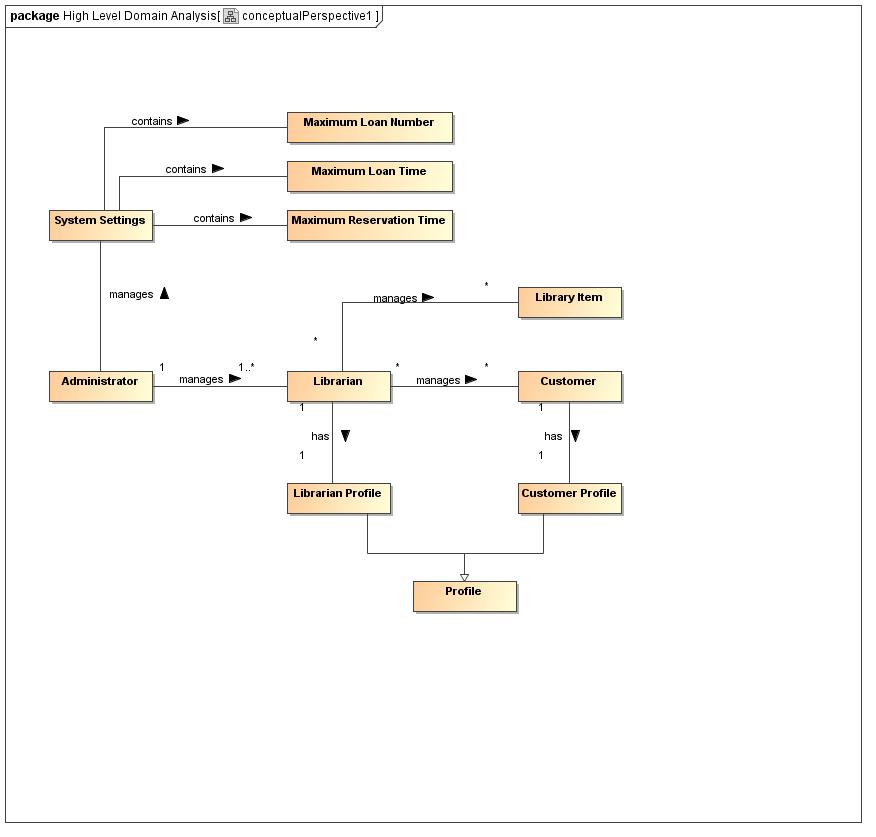 package High Level Domain Analysis[ conceptualPerspective1 ]
contains
Maximum Loan Number
contains
Maximum Loan Time
System Settings
contains
Maximum Reservation Time
manages
manages
*
Library Item
*
Administrator
1
manages
1..*
Librarian
*
manages
*
Customer
1
has
1
1
has
1
Librarian Profile
Customer Profile
Profile